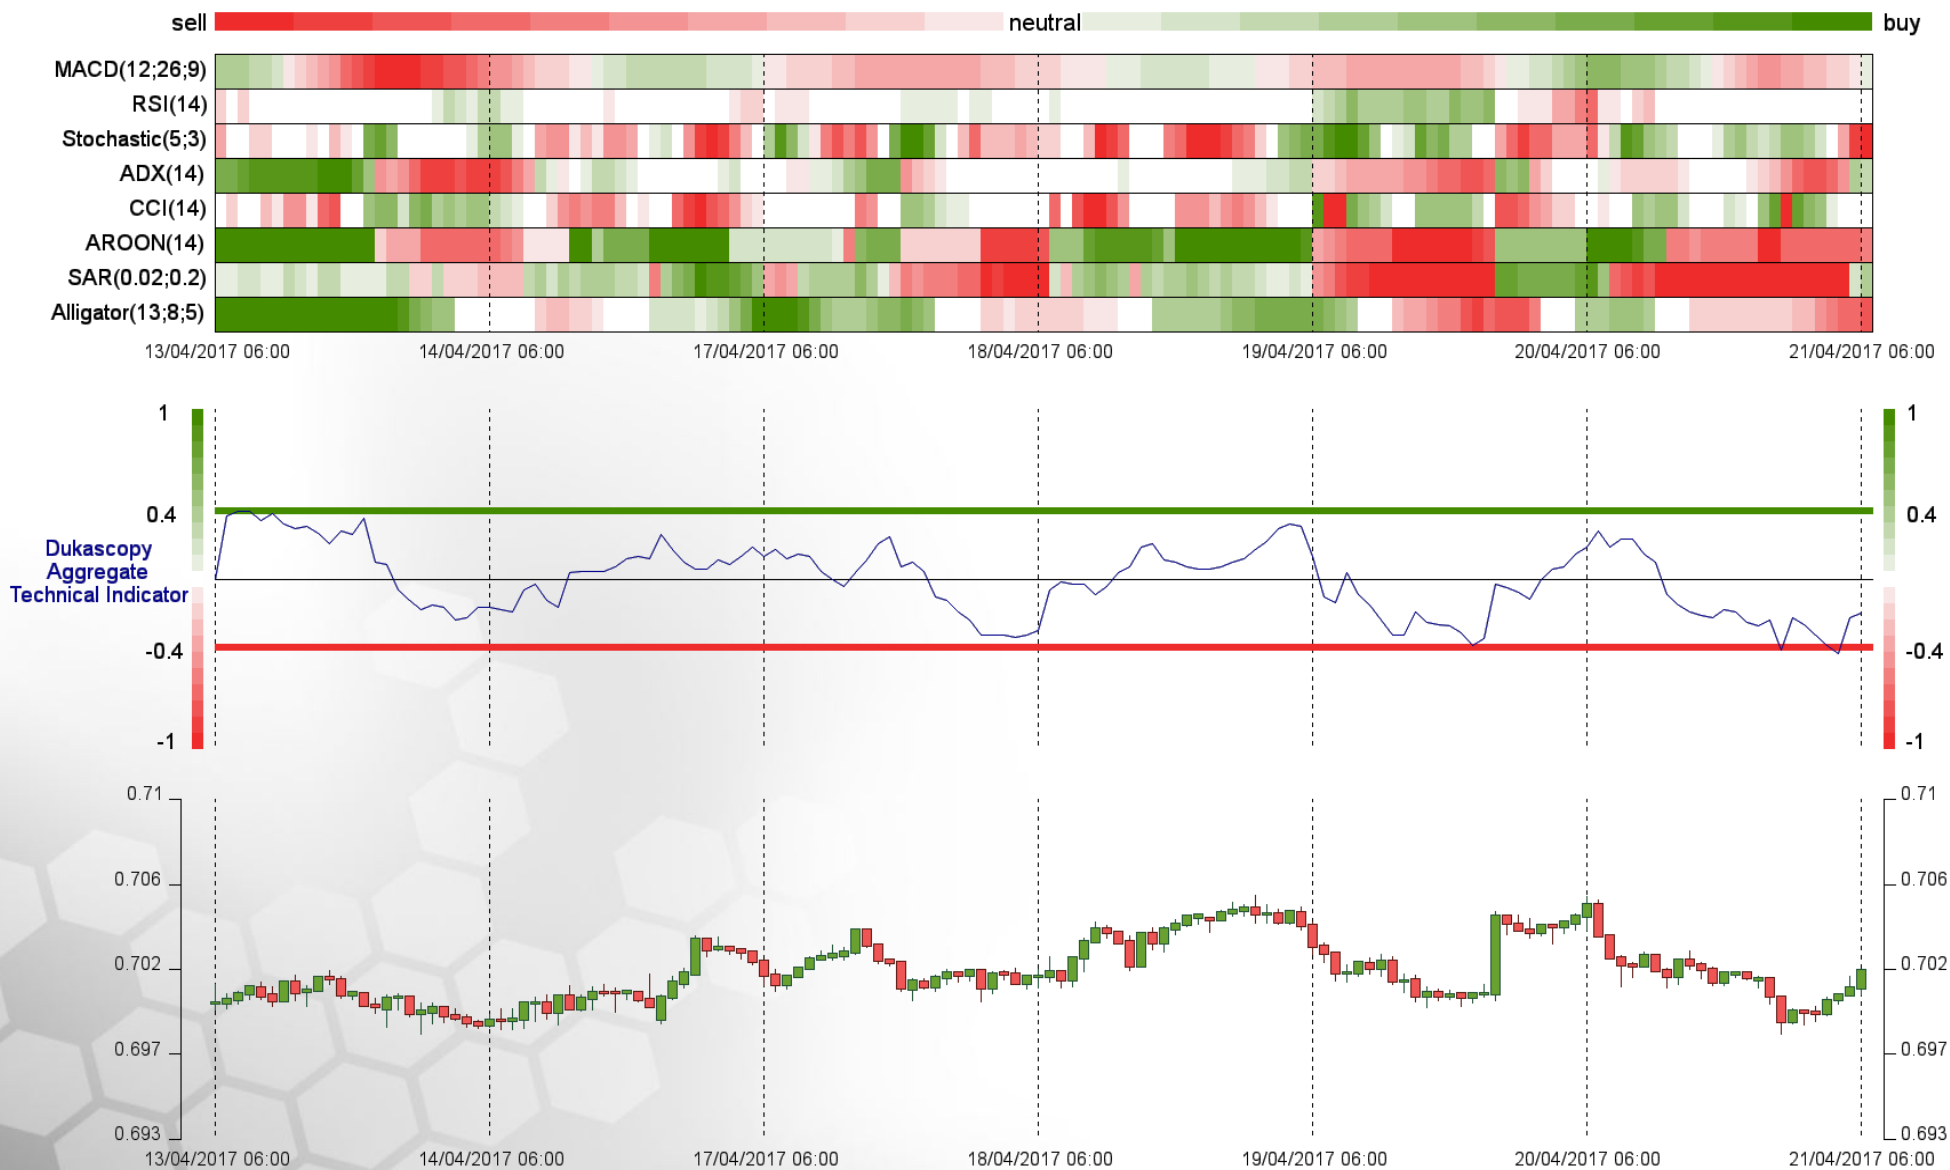 sell neutral buy
MACD(12;26;9)
RSI(14)
Stochastic(5;3)
ADX(14)
CCI(14)
AROON(14)
SAR(0.02;0.2)
Alligator(13;8;5)
13/04/2017 06:00 14/04/2017 06:00 17/04/2017 06:00 18/04/2017 06:00 19/04/2017 06:00 20/04/2017 06:00 21/04/2017 06:00
1 1
0.4 0.4
Dukascopy
Aggregate
Technical Indicator
-0.4 -0.4
-1 -1
0.71 0.71
0.706 0.706
0.702 0.702
0.697 0.697
0.693 0.693
13/04/2017 06:00 14/04/2017 06:00 17/04/2017 06:00 18/04/2017 06:00 19/04/2017 06:00 20/04/2017 06:00 21/04/2017 06:00